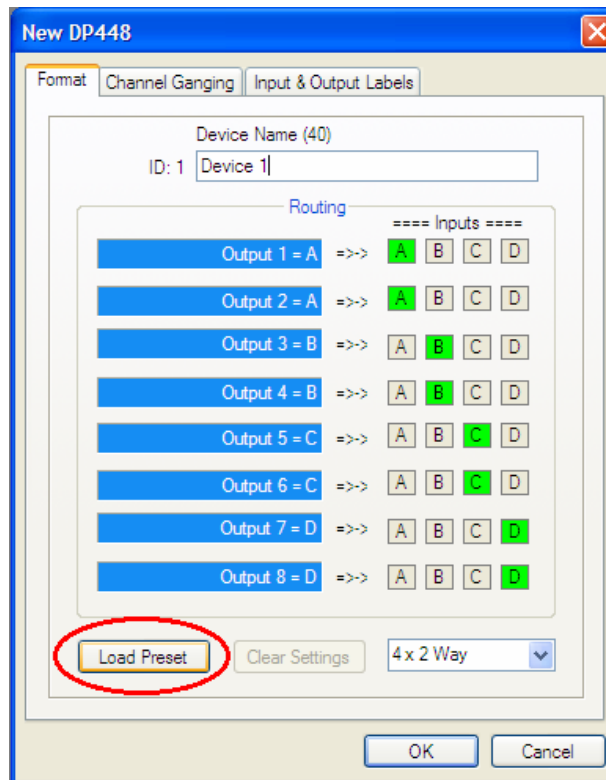 New DP448
Format Channel Ganging Input & Output Labels
Device Name (40)
ID: 1 Device 1
Routing
==== Inputs ====
Output 1 = A =>-> A B C D
Output 2 = A =>-> A B C D
Output 3 = B =>-> A B C D
Output 4 = B =>-> A B C D
Output 5 = C =>-> A B C D
Output 6 = C =>-> A B C D
Output 7 = D =>-> A B C D
Output 8 = D =>-> A B C D
Load Preset Clear Settings 4 x 2 Way
OK Cancel